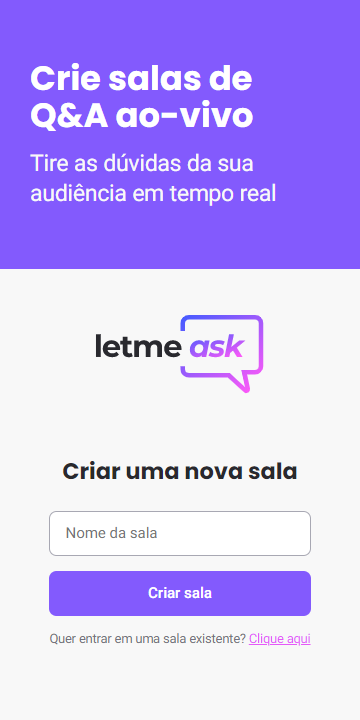 Crie salas de
Q&A ao-vivo
Tire as dúvidas da sua
audiência em tempo real
letme ask
Criar uma nova sala
Nome da sala
Criar sala
Quer entrar em uma sala existente? Clique aqui